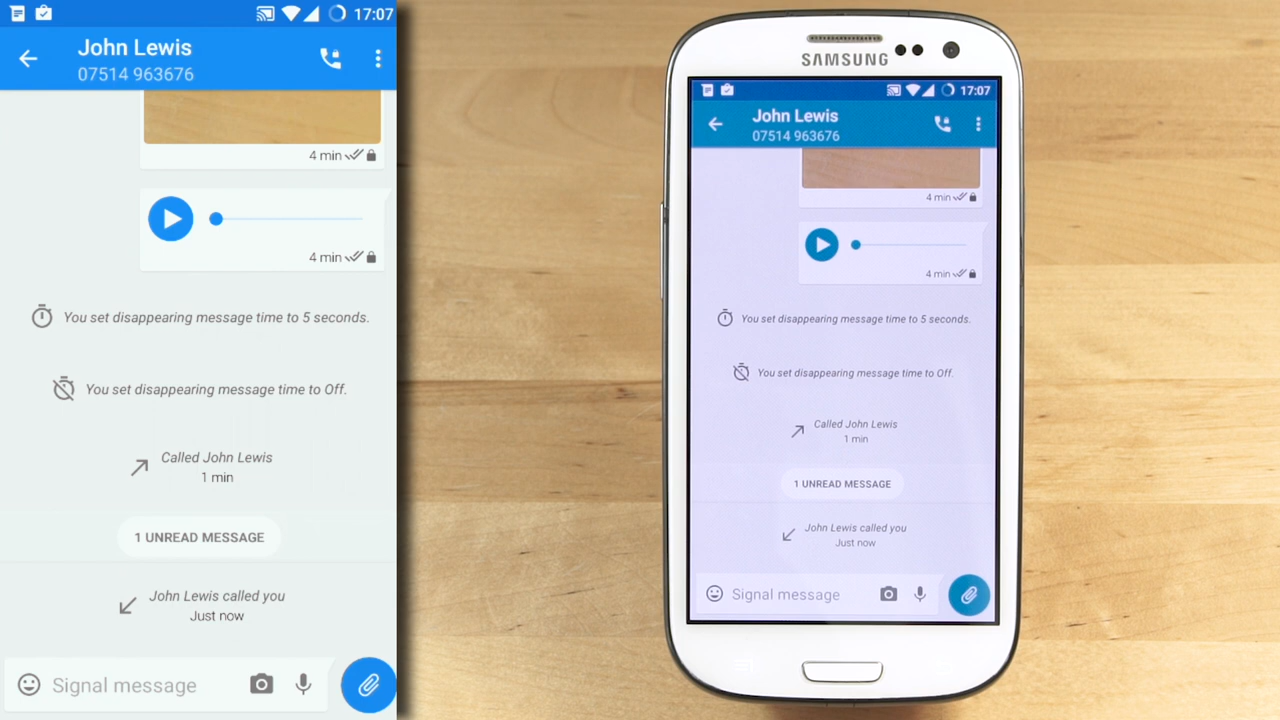 17:07
John Lewis
07514 963676
4 min
4 min
You set disappearing message time to 5 seconds.
You set disappearing message time to Off.
Called John Lewis
1 min
1 UNREAD MESSAGE
John Lewis called you
Just now
Signal message
SAMSUNG
17:07
John Lewis
07514 963676
4 min
4 min
You set disappearing message time to 5 seconds.
You set disappearing message time to Off.
Called John Lewis
1 min
1 UNREAD MESSAGE
John Lewis called you
Just now
Signal message